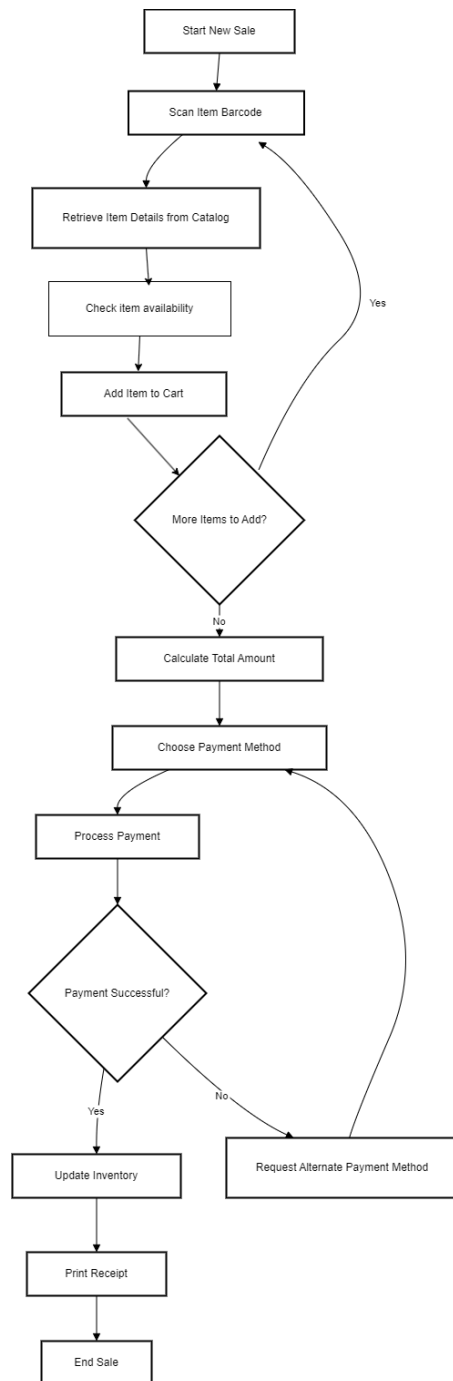 Start New Sale
Scan Item Barcode
Retrieve Item Details from Catalog
Check item availability
Yes
Add Item to Cart
More Items to Add?
No
Calculate Total Amount
Choose Payment Method
Process Payment
Payment Successful?
No
Yes
Request Alternate Payment Method
Update Inventory
Print Receipt
End Sale